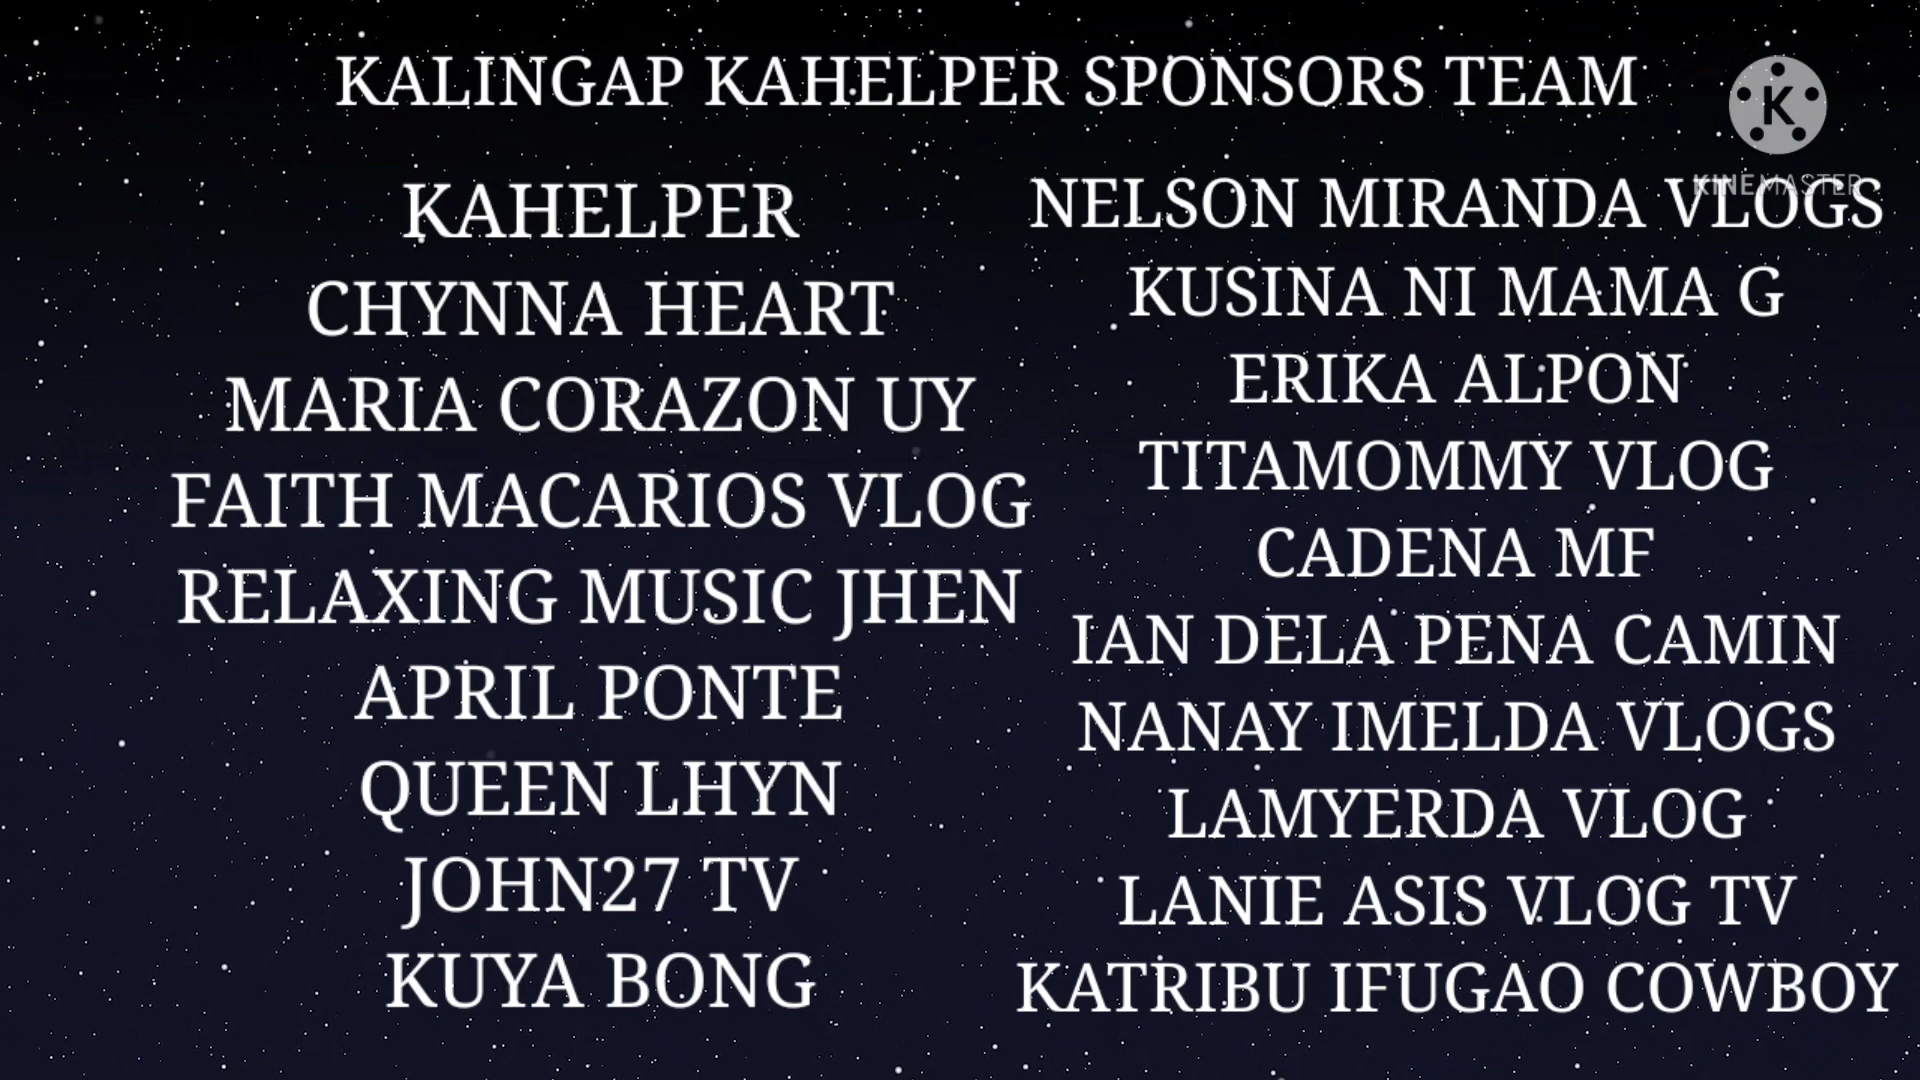 KALINGAP KAHELPER SPONSORS TEAM
KAHELPER
CHYNNA HEART
MARIA CORAZON UY
FAITH MACARIOS VLOG
RELAXING MUSIC JHEN
APRIL PONTE
QUEEN LHYN
JOHN27 TV
KUYA BONG
K
KINEMASTER
NELSON MIRANDA VLOGS
KUSINA NI MAMA G
ERIKA ALPON
TITAMOMMY VLOG
CADENA MF
IAN DELA PENA CAMIN
NANAY IMELDA VLOGS
LAMYERDA VLOG
LANIE ASIS VLOG TV
KATRIBU IFUGAO COWBOY